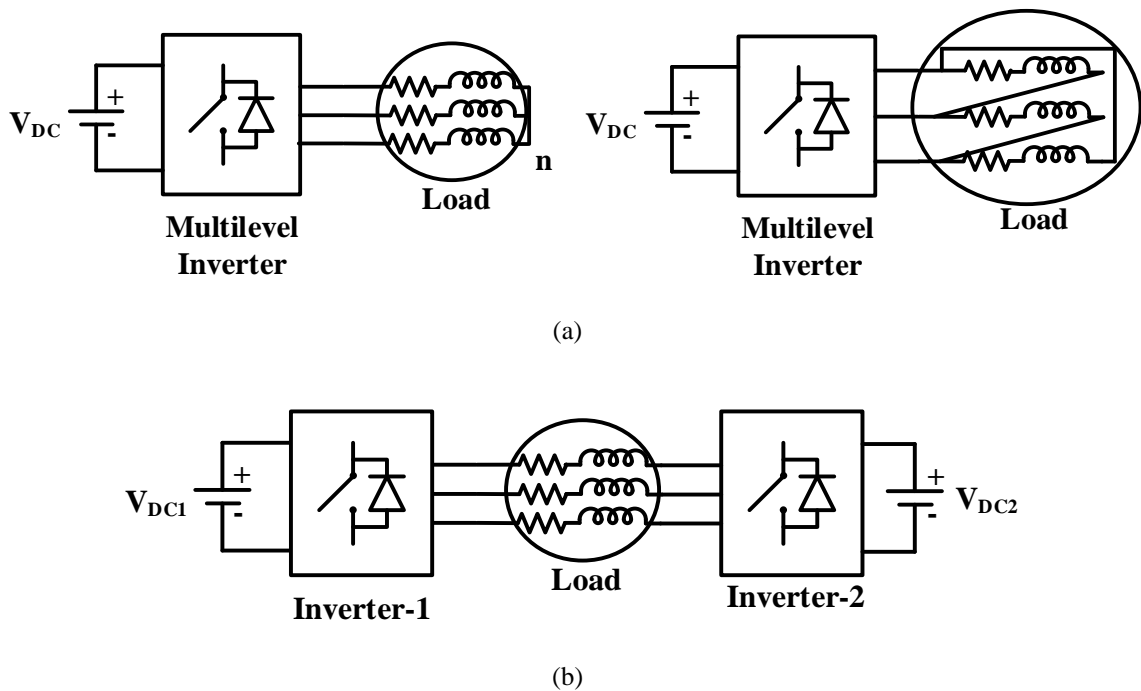 V_DC
+
-
n
Load
Multilevel
Inverter
V_DC
+
-
Load
Multilevel
Inverter
(a)
V_DC1
+
-
Load
Inverter-1
+
-
V_DC2
Inverter-2
(b)